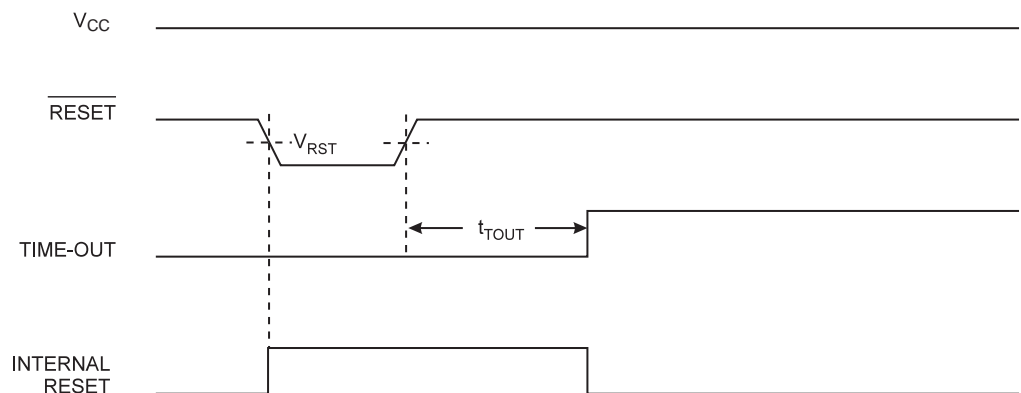 VCC
RESET
VRST
tTOUT
TIME-OUT
INTERNAL
RESET